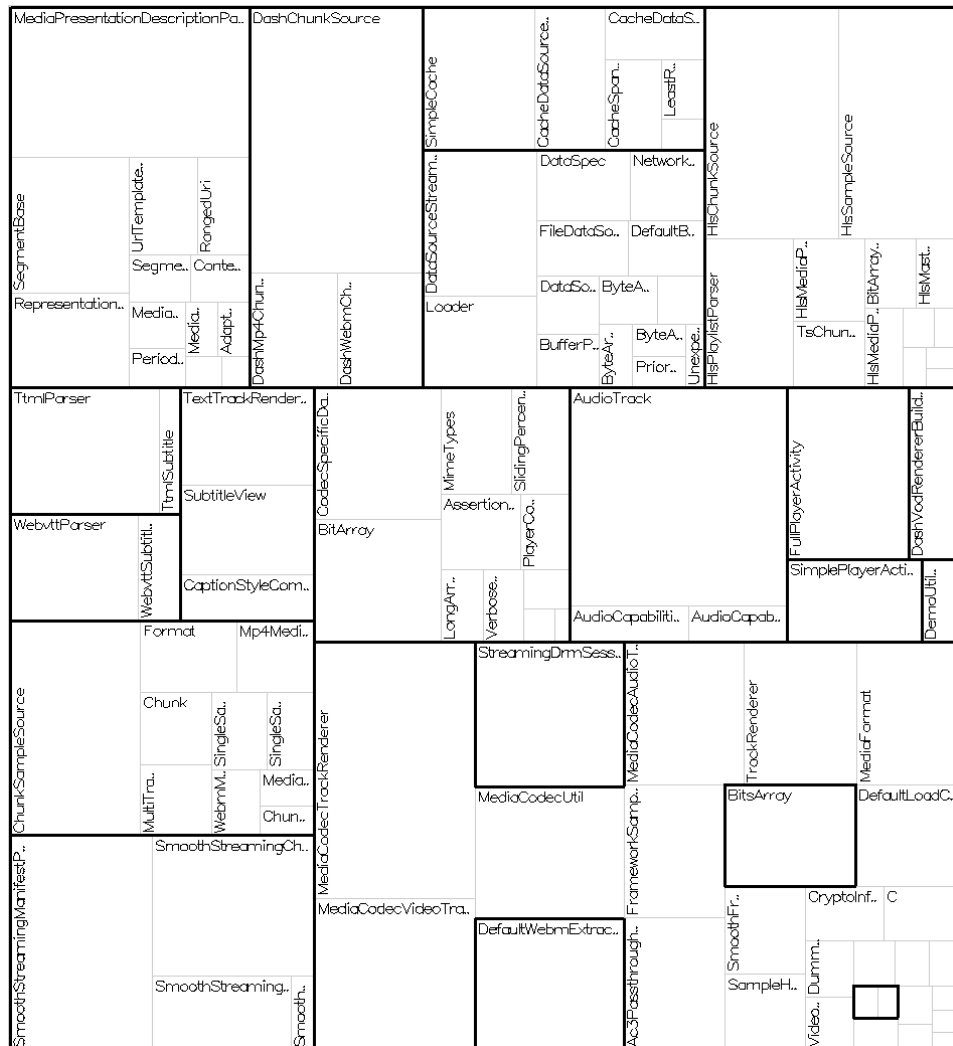 MediaPresentationDescriptionPa..
SegmentBase
UriTemplate..
RangedUri
Segme..
Conte..
Representation..
Media..
Media..
Adapt..
Period..
DashChunkSource
DashMp4Chun..
DashWebmCh..
SimpleCache
CacheDataSource..
CacheDataS..
CacheSpan..
LeastR..
DataSourceStream..
Loader
DataSpec
Network..
FileDataSo..
DefaultB..
DataSo..
ByteA..
BufferP..
ByteAr..
ByteA..
Prior..
Unexpe..
HlsChunkSource
HlsSampleSource
HlsPlaylistParser
HlsMediaP..
TsChun..
BitArray..
HlsMediaP..
HlsMast..
TtmlParser
TtmlSubtitle
WebvttParser
WebvttSubtitl..
TextTrackRender..
SubtitleView
CaptionStyleCom..
CodecSpecificDa..
BitArray
MimeTypes
SlidingPercen..
Assertion..
PlayerCo..
LongArr..
Verbose..
AudioTrack
AudioCapabiliti..
AudioCapab..
FullPlayerActivity
DashVodRendererBuild..
SimplePlayerActi..
DemoUtil..
ChunkSampleSource
Format
Mp4Medi..
Chunk
SingleSa..
SingleSa..
MultiTra..
WebmM..
Media..
Chun..
SmoothStreamingManifestP..
SmoothStreamingCh..
SmoothStreaming..
Smooth..
MediaCodecTrackRenderer
MediaCodecVideoTra..
StreamingDrmSess..
MediaCodecUtil
DefaultWebmExtrac..
MediaCodecAudioT..
TrackRenderer
MediaFormat
FrameworkSamp..
BitsArray
DefaultLoadC..
Ac3Passthrough..
SmoothFr..
SampleH..
CryptoInf..
C
Dumm..
Video..